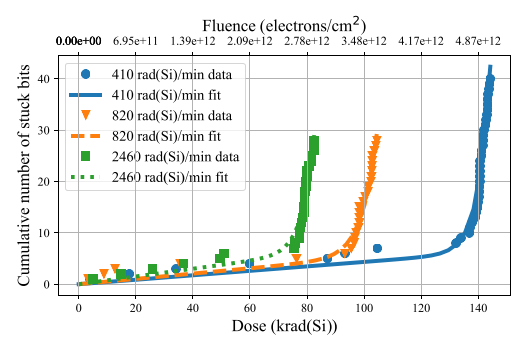 Fluence (electrons/cm²)
0.00e+00 6.95e+11 1.39e+12 2.09e+12 2.78e+12 3.48e+12 4.17e+12 4.87e+12
Cumulative number of stuck bits
40
30
20
10
0
410 rad(Si)/min data
410 rad(Si)/min fit
820 rad(Si)/min data
820 rad(Si)/min fit
2460 rad(Si)/min data
2460 rad(Si)/min fit
0 20 40 60 80 100 120 140
Dose (krad(Si))